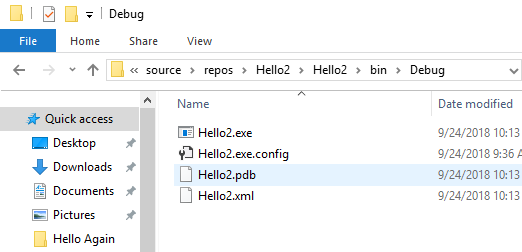 Debug
File Home Share View
« source repos Hello2 Hello2 bin Debug
Name Date modified
Quick access
Desktop
Downloads
Documents
Pictures
Hello Again
Hello2.exe 9/24/2018 10:13
Hello2.exe.config 9/24/2018 9:36 A
Hello2.pdb 9/24/2018 10:13
Hello2.xml 9/24/2018 10:13